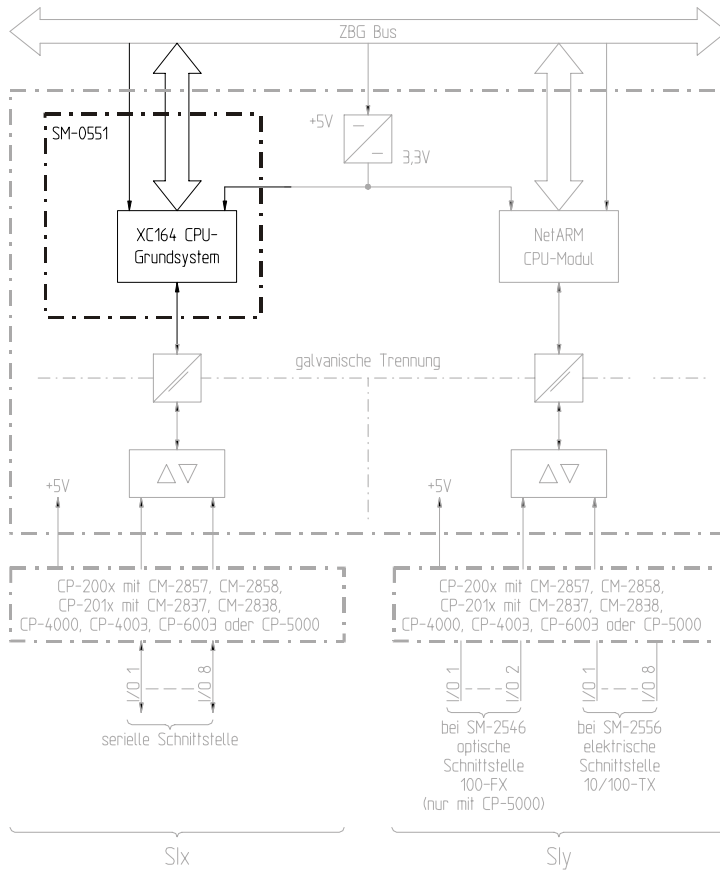 ZBG Bus
SM-0551
+5V
3,3V
XC164 CPU-
Grundsystem
NetARM
CPU-Modul
galvanische Trennung
+5V
+5V
CP-200x mit CM-2857, CM-2858,
CP-201x mit CM-2837, CM-2838,
CP-4000, CP-4003, CP-6003 oder CP-5000
CP-200x mit CM-2857, CM-2858,
CP-201x mit CM-2837, CM-2838,
CP-4000, CP-4003, CP-6003 oder CP-5000
I/O 1
I/O 8
I/O 1
I/O 2
I/O 1
I/O 8
serielle Schnittstelle
bei SM-2546
optische
Schnittstelle
100-FX
(nur mit CP-5000)
bei SM-2556
elektrische
Schnittstelle
10/100-TX
SIx
SIy